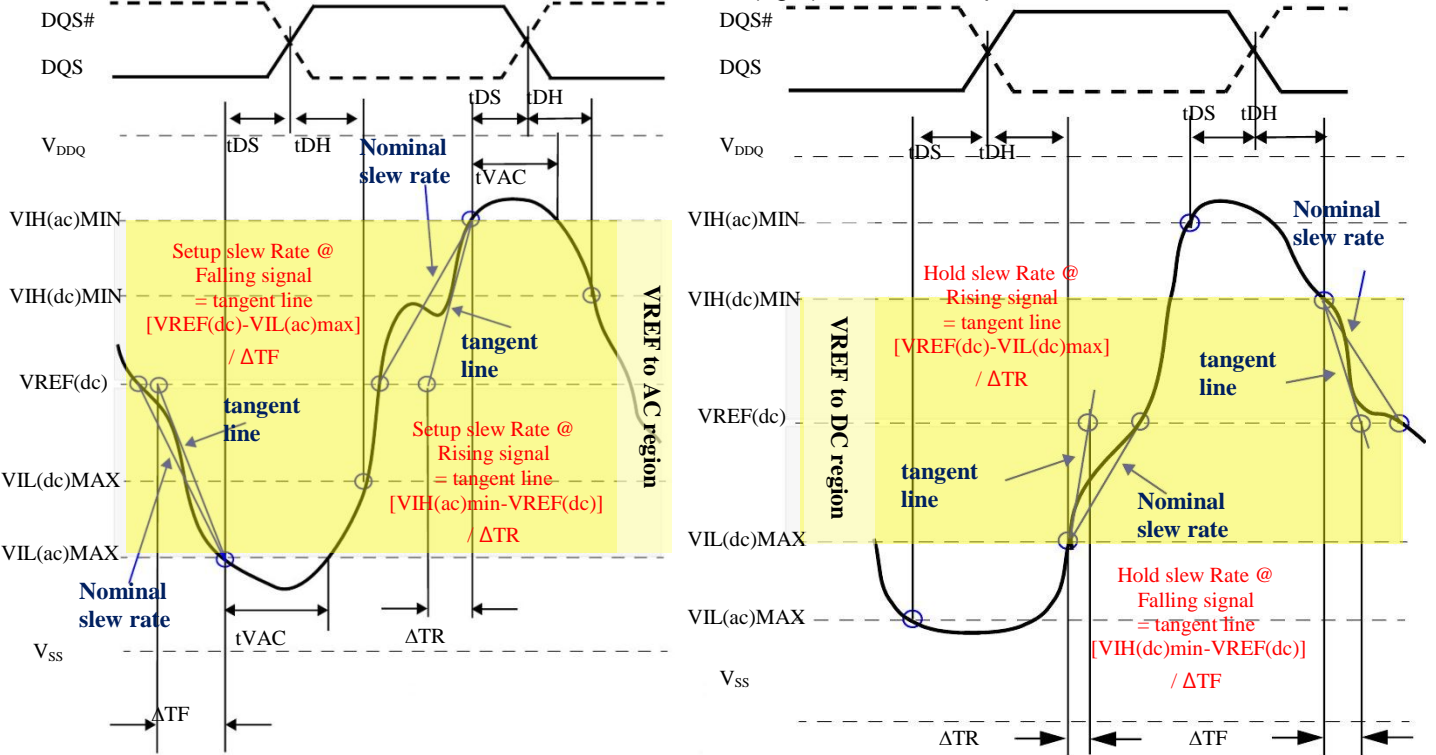 DQS#
DQS
tDS
tDH
tDS
tDH
VDDQ
Nominal
slew rate
tVAC
VIH(ac)MIN
Setup slew Rate @
Falling signal
= tangent line
[VREF(dc)-VIL(ac)max]
/ ΔTF
VIH(dc)MIN
tangent
line
VREF to AC region
VREF(dc)
tangent
line
Setup slew Rate @
Rising signal
= tangent line
[VIH(ac)min-VREF(dc)]
/ ΔTR
VIL(dc)MAX
VIL(ac)MAX
Nominal
slew rate
tVAC
ΔTR
VSS
ΔTF
DQS#
DQS
tDS
tDH
tDS
tDH
VDDQ
VIH(ac)MIN
Nominal
slew rate
Hold slew Rate @
Rising signal
= tangent line
[VREF(dc)-VIL(dc)max]
/ ΔTR
VIH(dc)MIN
VREF to DC region
tangent
line
VREF(dc)
tangent
line
Nominal
slew rate
VIL(dc)MAX
Hold slew Rate @
Falling signal
= tangent line
[VIH(dc)min-VREF(dc)]
/ ΔTF
VIL(ac)MAX
VSS
ΔTR
ΔTF